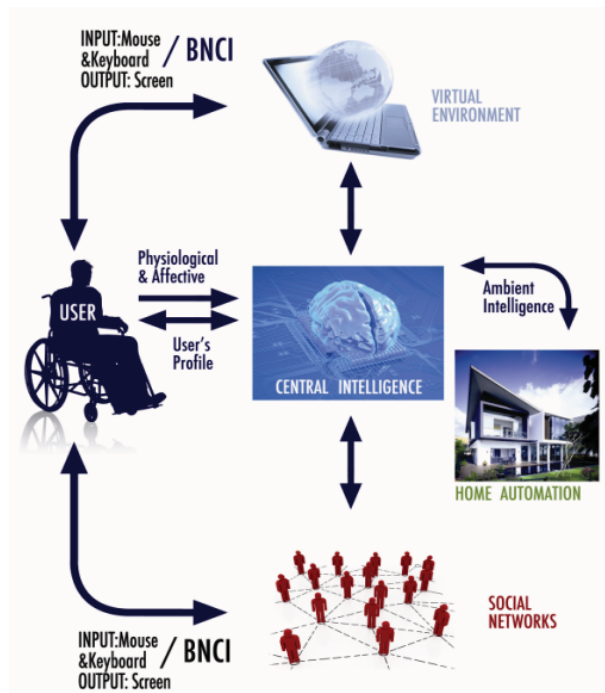 INPUT:Mouse
&Keyboard / BNCI
OUTPUT: Screen
VIRTUAL
ENVIRONMENT
Physiological
& Affective
USER
User's
Profile
CENTRAL INTELLIGENCE
Ambient
Intelligence
HOME AUTOMATION
SOCIAL
NETWORKS
INPUT:Mouse
&Keyboard / BNCI
OUTPUT: Screen